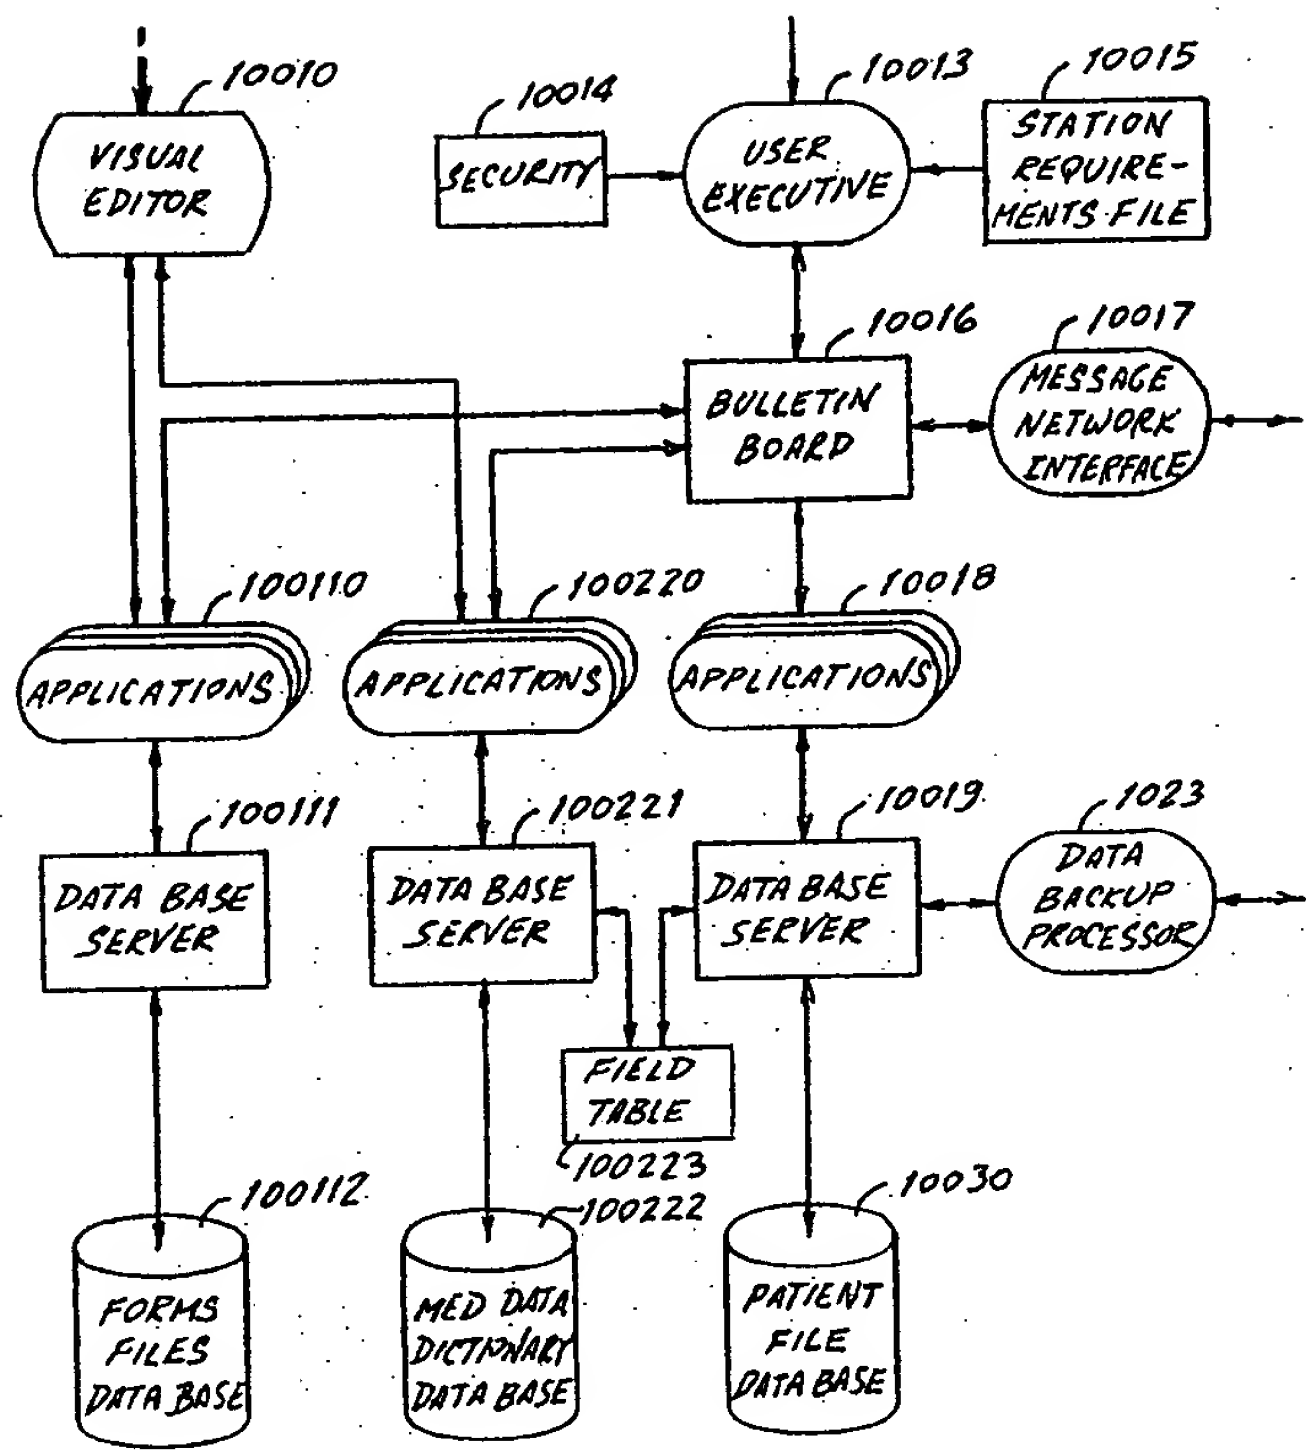 10010
VISUAL
EDITOR
10014
SECURITY
10013
USER
EXECUTIVE
10015
STATION
REQUIRE-
MENTS FILE
10016
BULLETIN
BOARD
10017
MESSAGE
NETWORK
INTERFACE
100110
APPLICATIONS
100220
APPLICATIONS
10018
APPLICATIONS
100111
DATA BASE
SERVER
100221
DATA BASE
SERVER
10019
DATA BASE
SERVER
1023
DATA
BACKUP
PROCESSOR
FIELD
TABLE
100223
100112
FORMS
FILES
DATA BASE
100222
MED DATA
DICTIONARY
DATA BASE
10030
PATIENT
FILE
DATA BASE